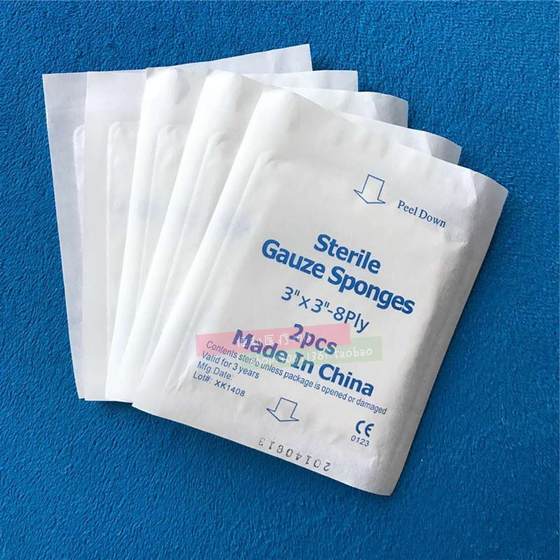 Peel Down
Sterile
Gauze Sponges
3"x3"-8Ply
2pcs
Made In China
Contents sterile unless package is opened or damaged
Valid for 3 years
Mfg.Date:
Lot#: XK1408
CE
0123
20140813
taobao